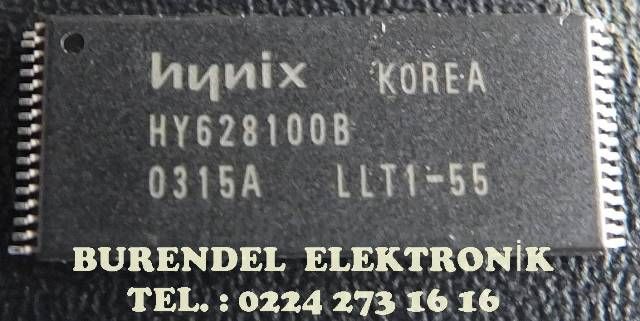 hynix KOREA
HY628100B
0315A LLT1-55
BURENDEL ELEKTRONİK
TEL. : 0224 273 16 16